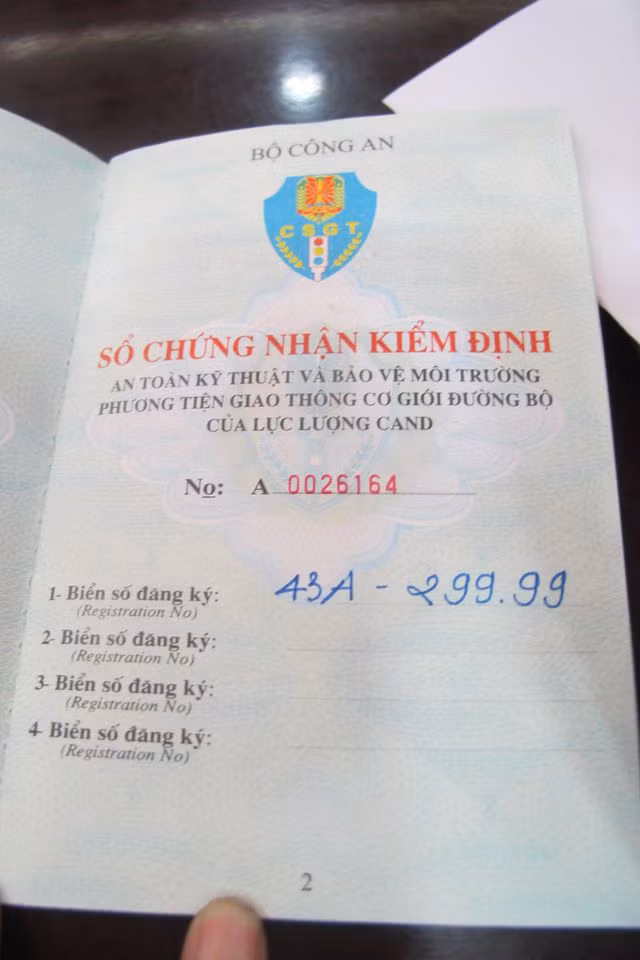 BỘ CÔNG AN
CSGT
SỔ CHỨNG NHẬN KIỂM ĐỊNH
AN TOÀN KỸ THUẬT VÀ BẢO VỆ MÔI TRƯỜNG
PHƯƠNG TIỆN GIAO THÔNG CƠ GIỚI ĐƯỜNG BỘ
CỦA LỰC LƯỢNG CAND
No: A 0026164
1- Biển số đăng ký: 43A - 299.99
(Registration No)
2- Biển số đăng ký:
(Registration No)
3- Biển số đăng ký:
(Registration No)
4- Biển số đăng ký:
(Registration No)
2